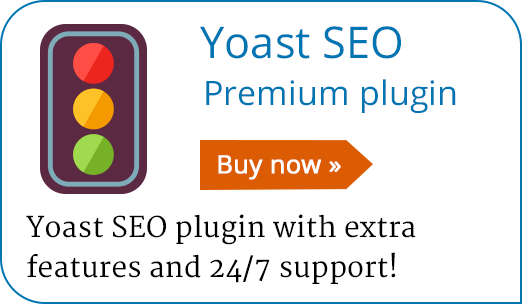 Yoast SEO
Premium plugin
Buy now »
Yoast SEO plugin with extra
features and 24/7 support!